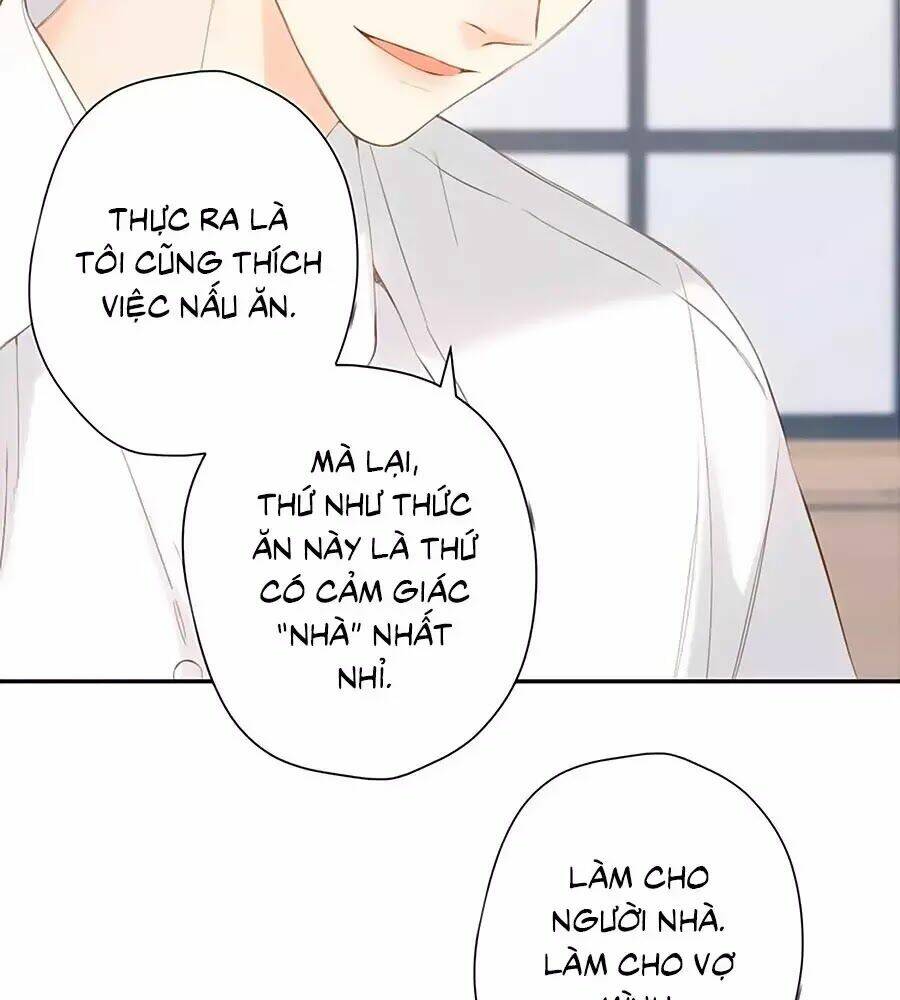 THỰC RA LÀ
TÔI CŨNG THÍCH
VIỆC NẤU ĂN.
MÀ LẠI,
THỨ NHƯ THỨC
ĂN NÀY LÀ THỨ
CÓ CẢM GIÁC
"NHÀ" NHẤT
NHỈ.
LÀM CHO
NGƯỜI NHÀ.
LÀM CHO VỢ